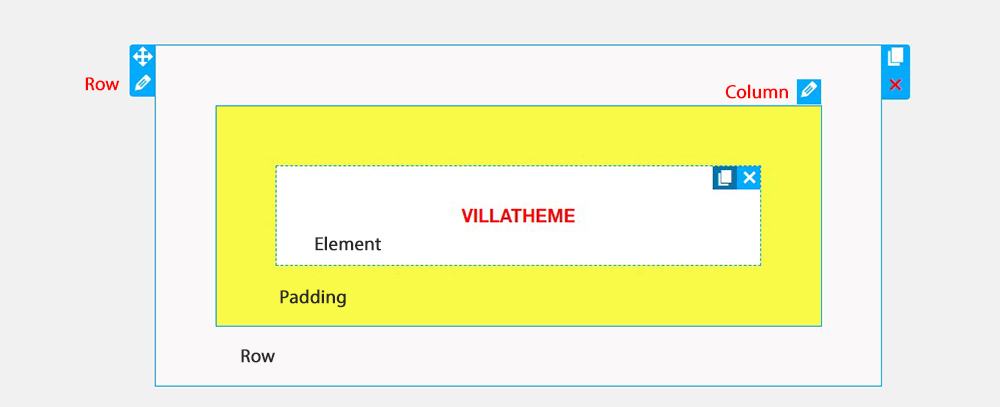 Row
Column
VILLATHEME
Element
Padding
Row